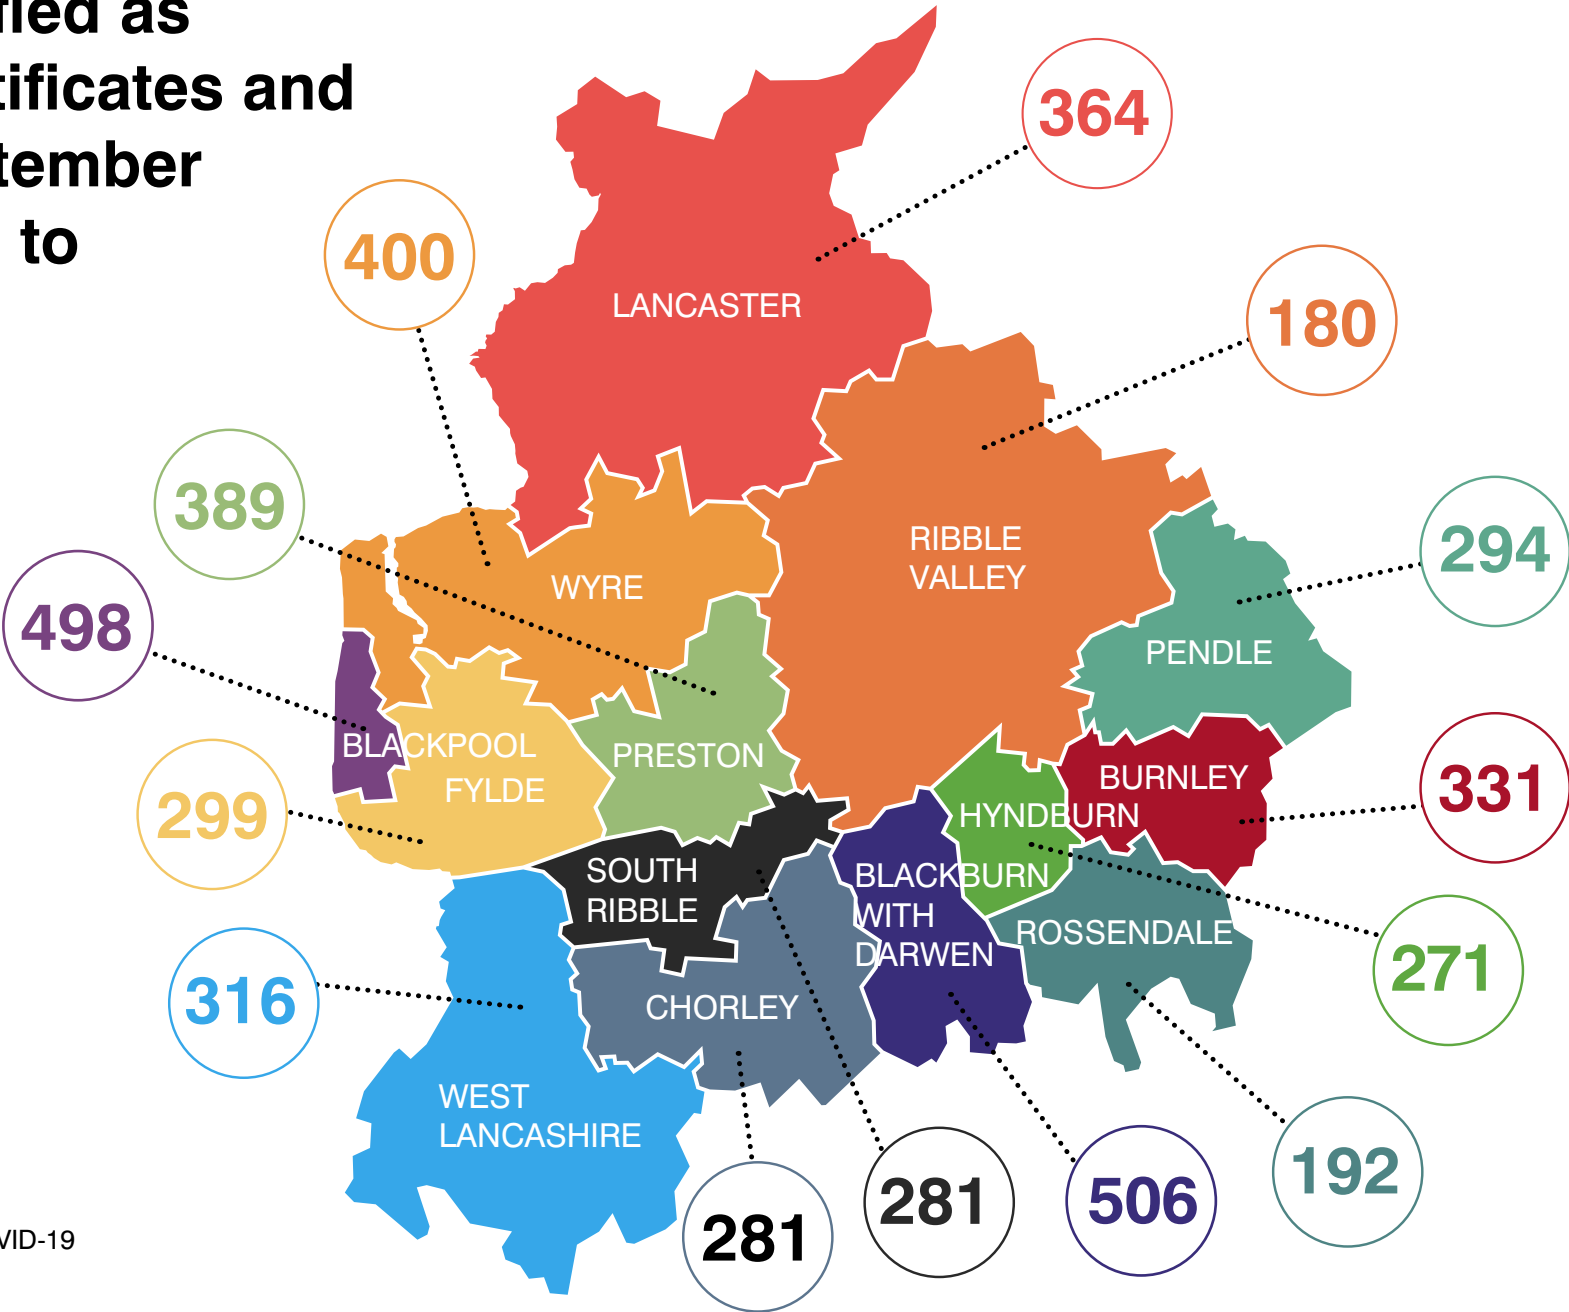 tificates and
tember
to
364
400
LANCASTER
180
389
RIBBLE
VALLEY
294
WYRE
498
PENDLE
BLACKPOOL
PRESTON
BURNLEY
331
FYLDE
299
HYNDBURN
SOUTH
RIBBLE
BLACKBURN
WITH
DARWEN
ROSSENDALE
271
316
CHORLEY
WEST
LANCASHIRE
281
281
506
192
VID-19